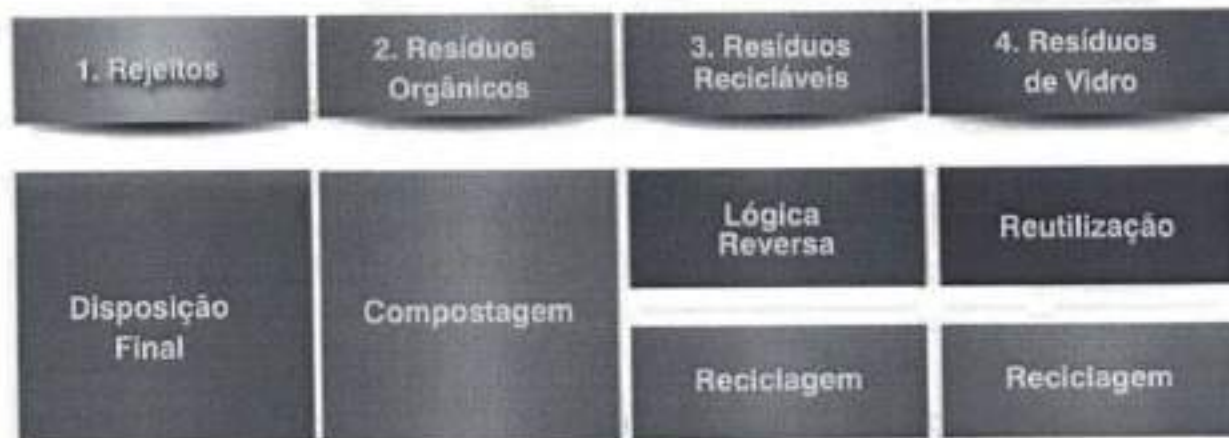 1. Rejeitos
2. Resíduos
Orgânicos
3. Resíduos
Recicláveis
4. Resíduos
de Vidro
Disposição
Final
Compostagem
Lógica
Reversa
Reutilização
Reciclagem
Reciclagem